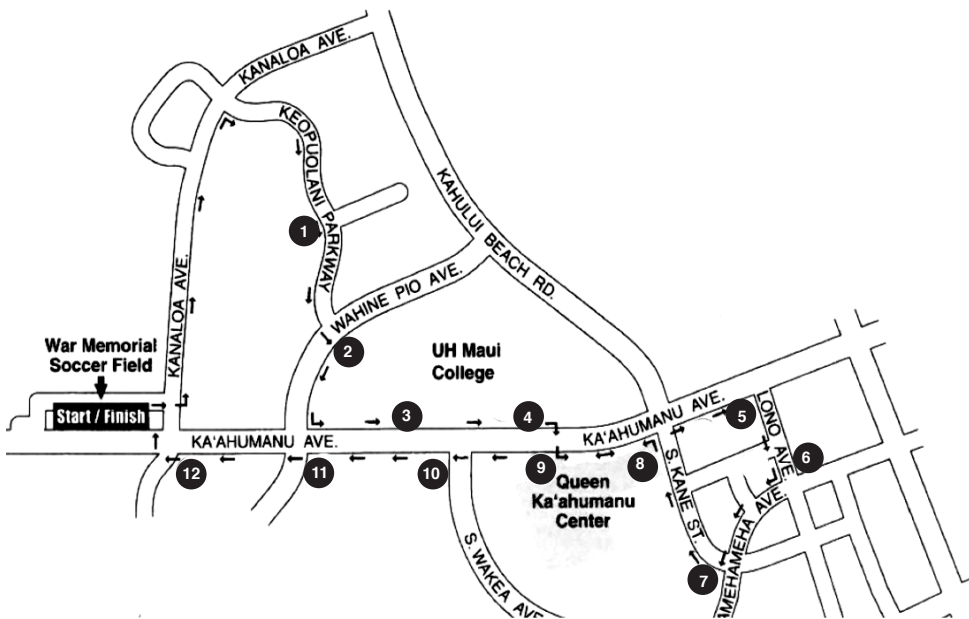 KANALOA AVE.
KEOPUOLANI PARKWAY
KAHULUI BEACH RD.
1
KANALOA AVE.
WAHINE PIO AVE.
War Memorial
Soccer Field
Start / Finish
2
UH Maui
College
3
4
KA'AHUMANU AVE.
5
LONO AVE.
KA'AHUMANU AVE.
6
12
11
10
9
8
Queen
Ka'ahumanu
Center
S. KANE ST.
S. WAKEA AVE
7
AMEHAMEHA AVE.